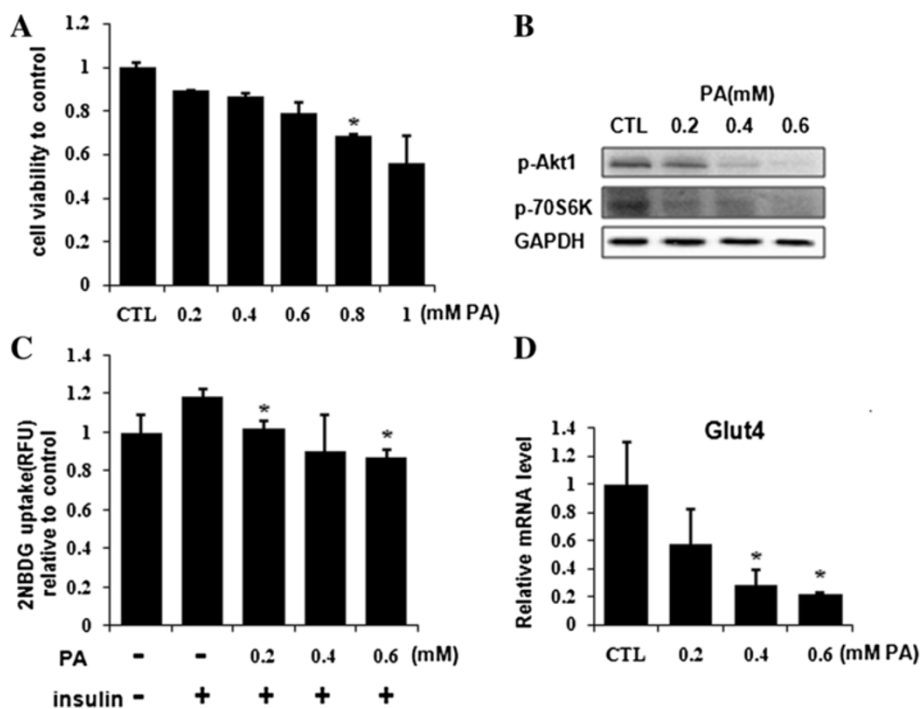 A
cell viability to control
1.2
1
0.8
0.6
0.4
0.2
0
*
CTL 0.2 0.4 0.6 0.8 1 (mM PA)
B
PA(mM)
CTL 0.2 0.4 0.6
p-Akt1
p-70S6K
GAPDH
C
2NBDG uptake(RFU)
relative to control
1.4
1.2
1
0.8
0.6
0.4
0.2
0
* *
PA - - 0.2 0.4 0.6 (mM)
insulin - + + + +
D
Glut4
Relative mRNA level
1.4
1.2
1
0.8
0.6
0.4
0.2
0
* *
CTL 0.2 0.4 0.6 (mM PA)